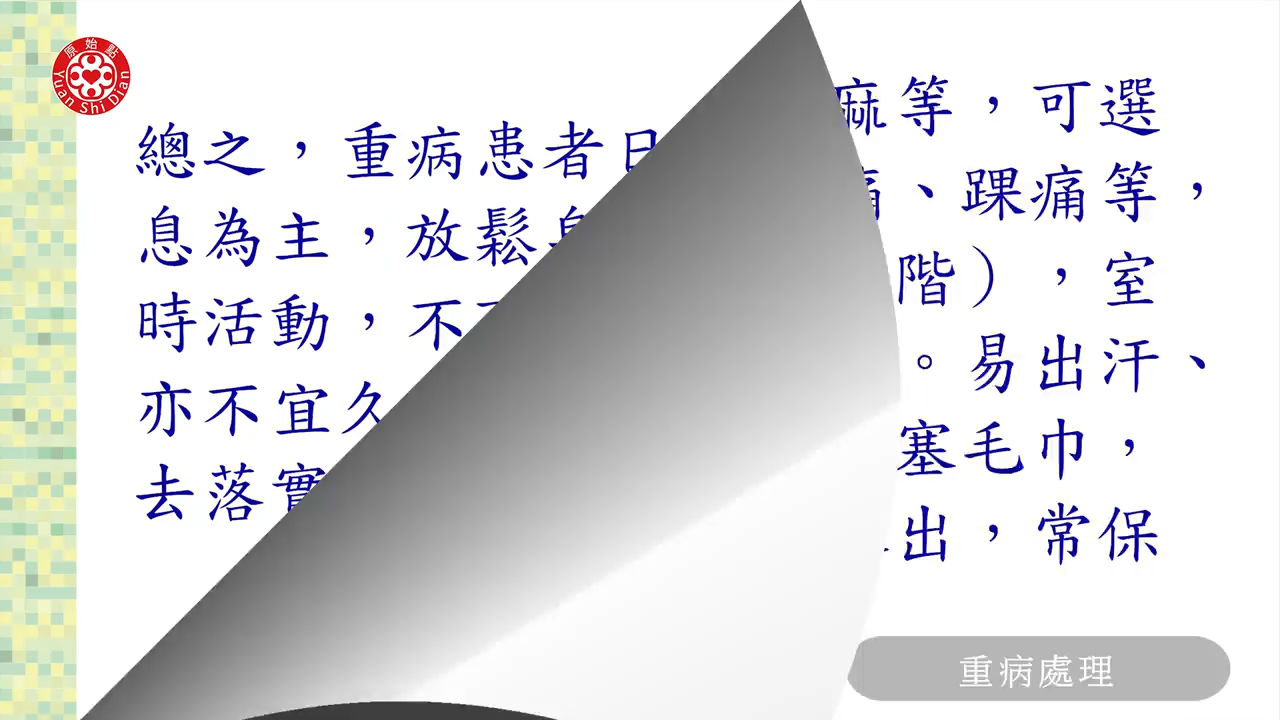 原始點
Yuan Shi Dian
總之,重病患者日
息為主,放鬆身
時活動,不
亦不宜久
去落實
麻等,可選
痛、踝痛等,
階),室
。易出汗、
塞毛巾,
出,常保
重病處理